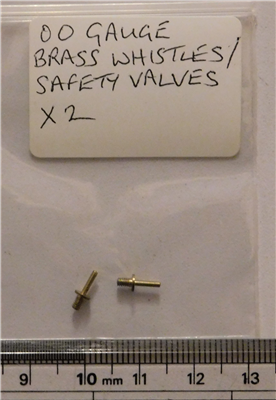 OO GAUGE
BRASS WHISTLES/
SAFETY VALVES
X2
9 10 mm 11 12 13